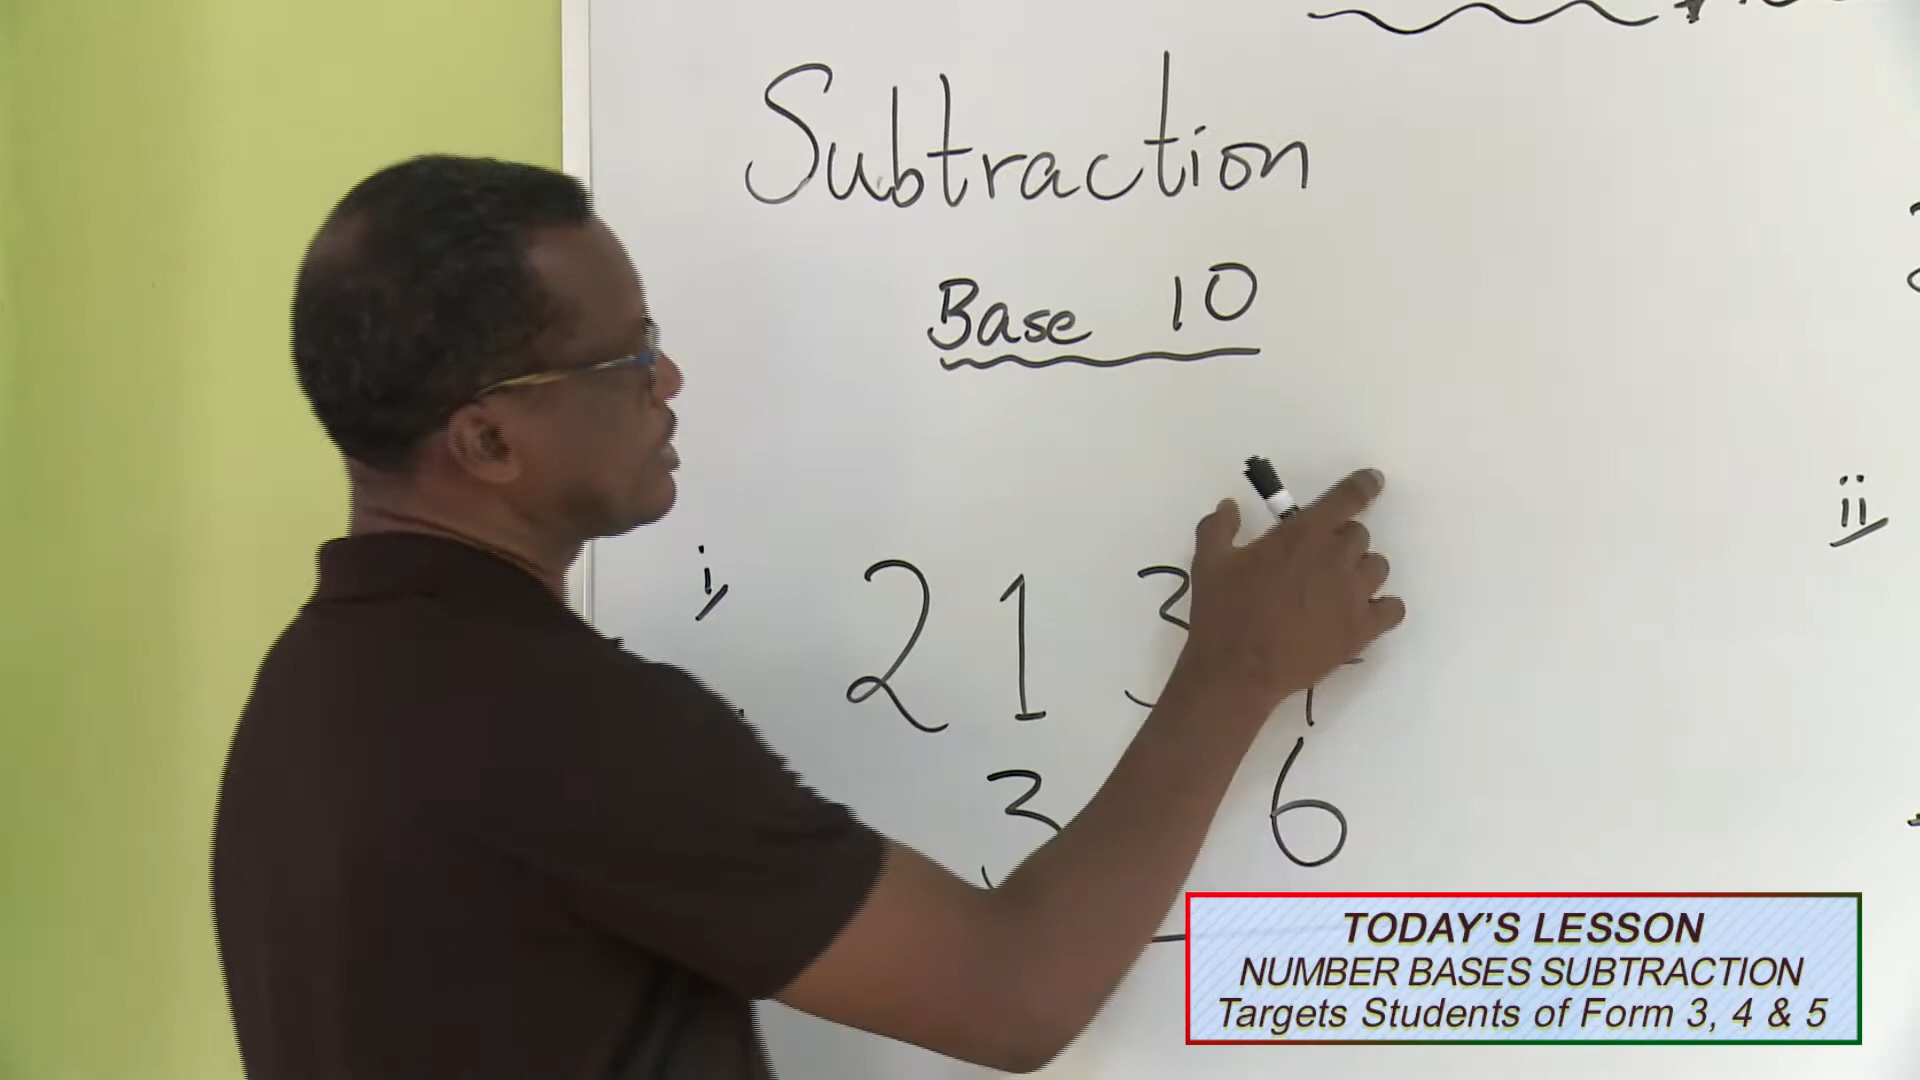 Subtraction
Base 10
i
ii
2 1 3
3 6
TODAY'S LESSON
NUMBER BASES SUBTRACTION
Targets Students of Form 3, 4 & 5